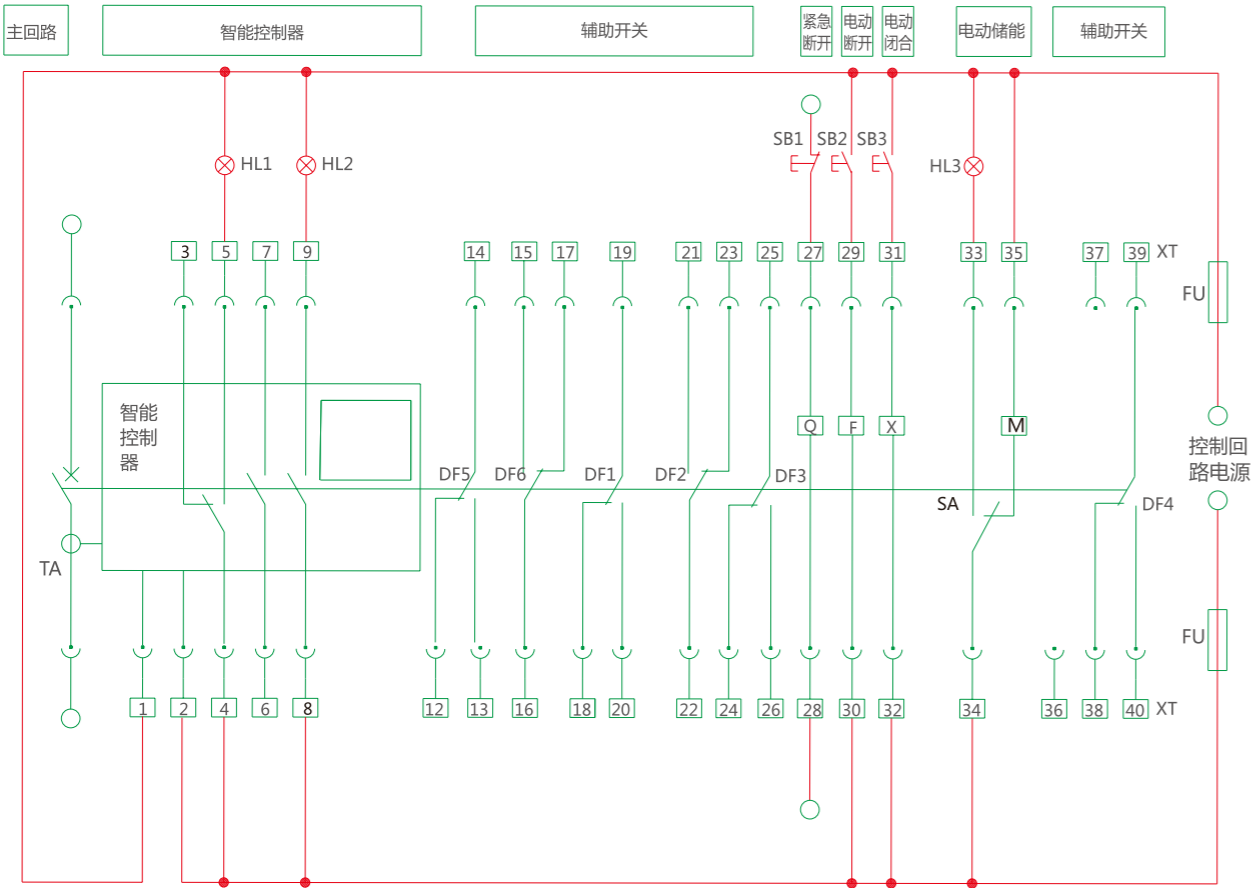 主回路
智能控制器
辅助开关
紧急
断开
电动
断开
电动
闭合
电动储能
辅助开关
SB1
SB2
SB3
HL1
HL2
HL3
3
5
7
9
14
15
17
19
21
23
25
27
29
31
33
35
37
39
XT
FU
智能
控制
器
Q
F
X
M
控制回
路电源
DF5
DF6
DF1
DF2
DF3
SA
DF4
TA
FU
1
2
4
6
8
12
13
16
18
20
22
24
26
28
30
32
34
36
38
40
XT